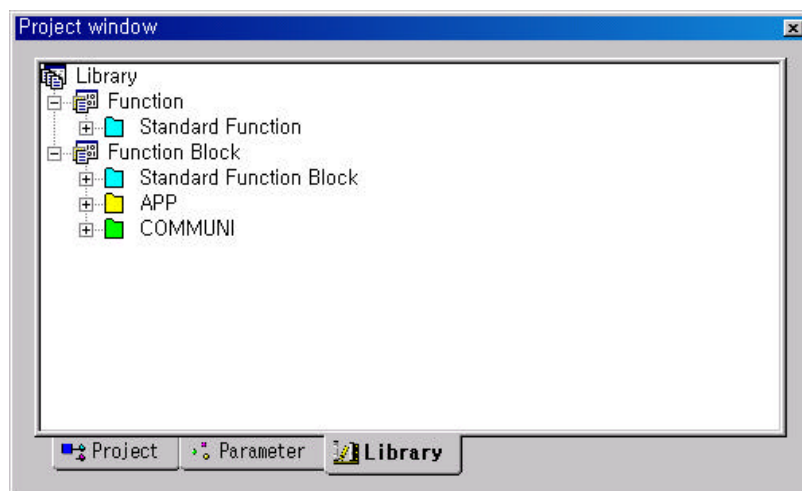 Project window
Library
Function
Standard Function
Function Block
Standard Function Block
APP
COMMUNI
Project Parameter Library